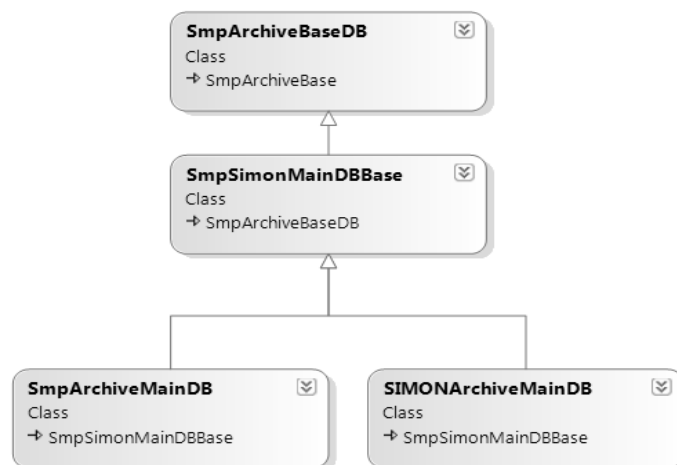 SmpArchiveBaseDB
Class
SmpArchiveBase
SmpSimonMainDBBase
Class
SmpArchiveBaseDB
SmpArchiveMainDB
Class
SmpSimonMainDBBase
SIMONArchiveMainDB
Class
SmpSimonMainDBBase